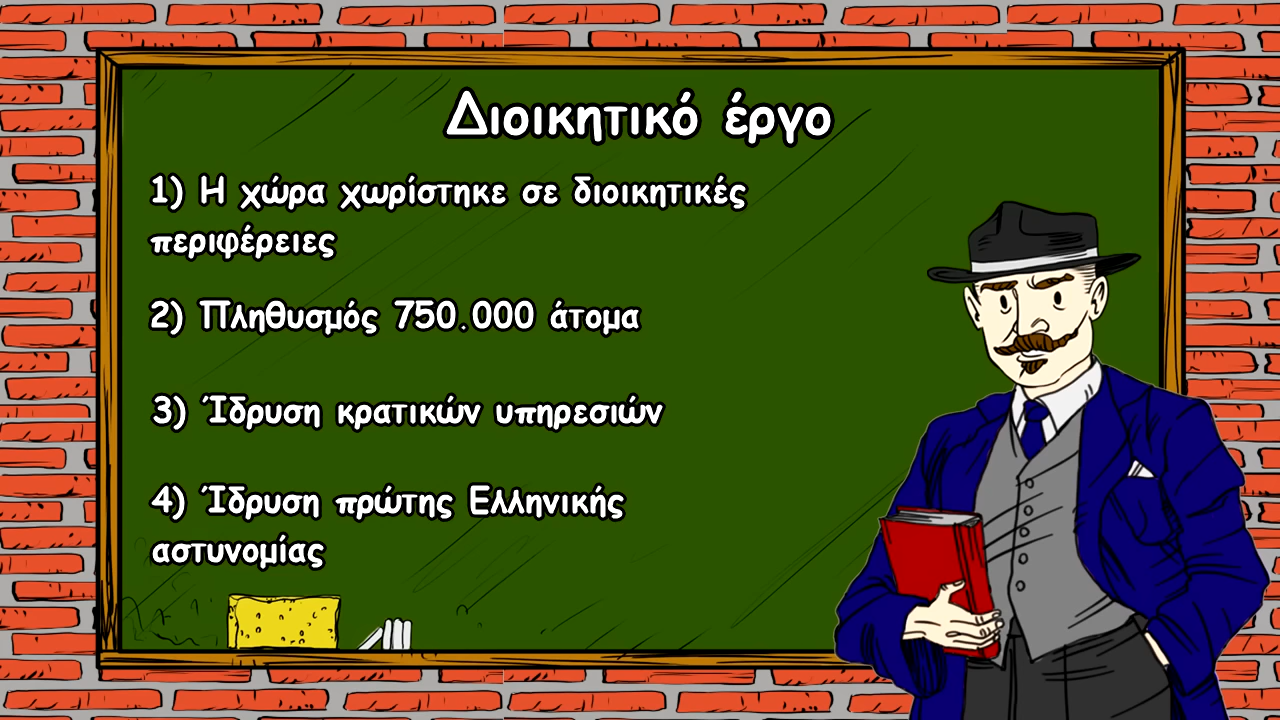 Διοικητικό έργο
1) Η χώρα χωρίστηκε σε διοικητικές
περιφέρειες
2) Πληθυσμός 750.000 άτομα
3) Ίδρυση κρατικών υπηρεσιών
4) Ίδρυση πρώτης Ελληνικής
αστυνομίας